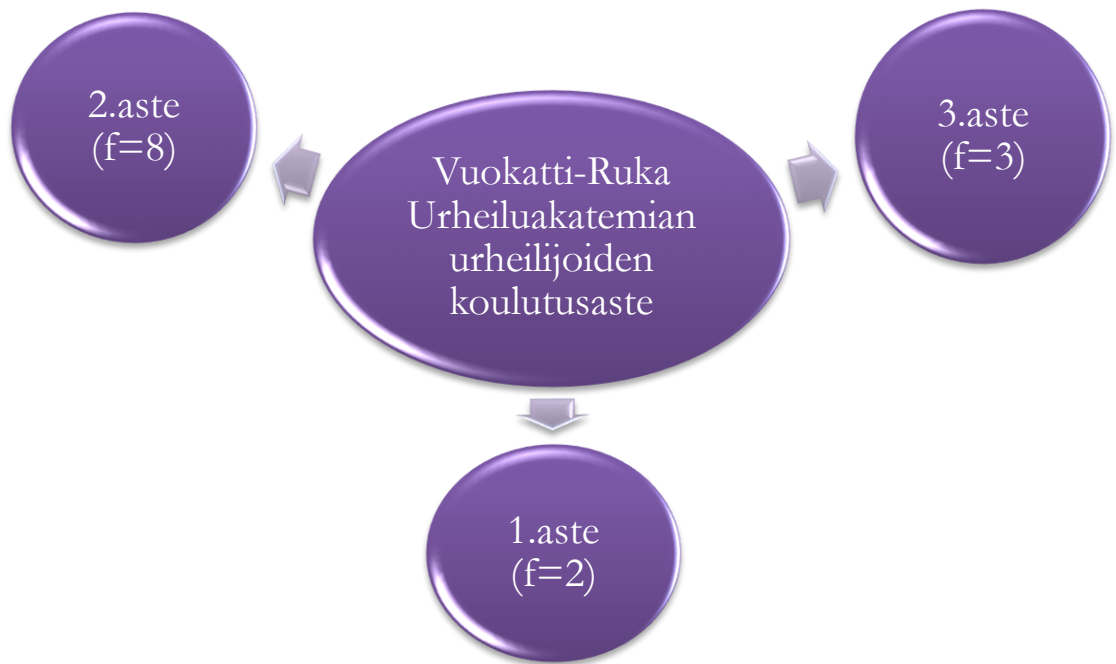 2.aste
(f=8)
3.aste
(f=3)
Vuokatti-Ruka
Urheiluakatemian
urheilijoiden
koulutusaste
1.aste
(f=2)